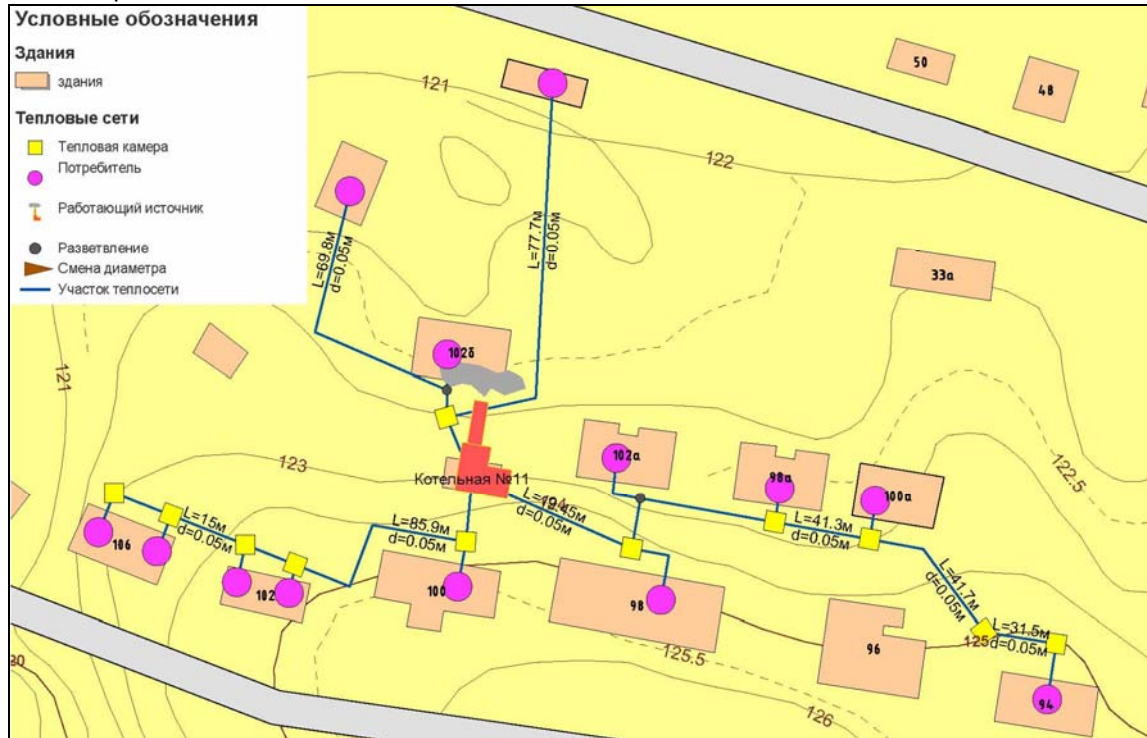 Условные обозначения
Здания
здания
Тепловые сети
Тепловая камера
Потребитель
Работающий источник
Разветвление
Смена диаметра
Участок теплосети
50
48
121
122
L=77.7м
d=0.05м
L=69.8м
d=0.05м
33а
102б
121
122.5
123
102а
98а
100а
Котельная №11
L=19.45м
d=0.05м
L=41.3м
d=0.05м
L=15м
d=0.05м
L=85.9м
d=0.05м
106
102
100
98
L=41.7м
d=0.05м
L=31.5м
d=0.05м
125
96
125.5
94
126